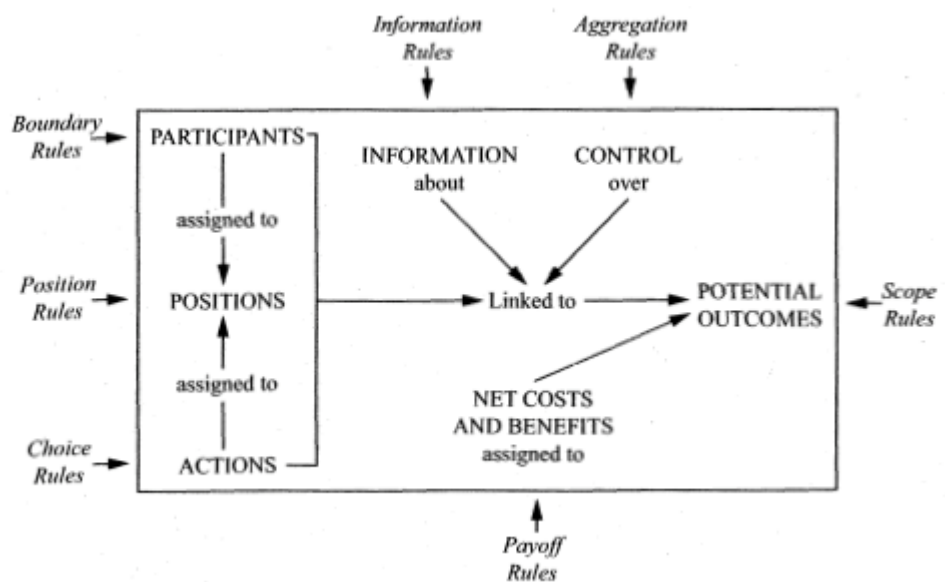 Information
Rules
Aggregation
Rules
Boundary
Rules
PARTICIPANTS
INFORMATION
about
CONTROL
over
assigned to
Position
Rules
POSITIONS
Linked to
POTENTIAL
OUTCOMES
Scope
Rules
assigned to
NET COSTS
AND BENEFITS
assigned to
Choice
Rules
ACTIONS
Payoff
Rules